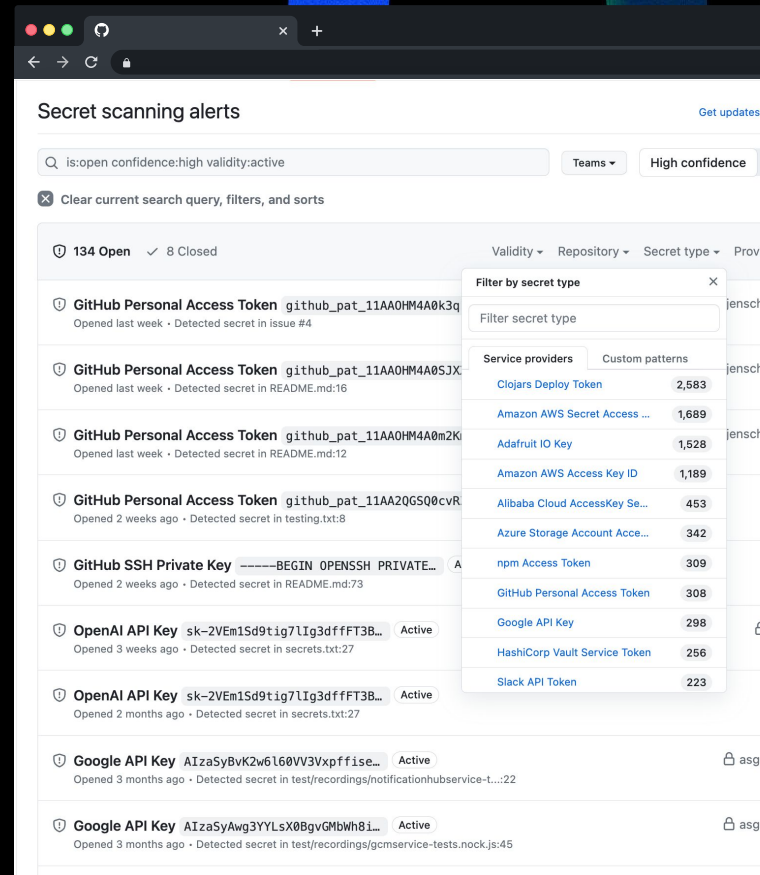 Secret scanning alerts
Get updates
is:open confidence:high validity:active
Teams
High confidence
Clear current search query, filters, and sorts
134 Open 8 Closed
Validity Repository Secret type Prov
Filter by secret type
Filter secret type
Service providers Custom patterns
Clojars Deploy Token 2,583
Amazon AWS Secret Access ... 1,689
Adafruit IO Key 1,528
Amazon AWS Access Key ID 1,189
Alibaba Cloud AccessKey Se... 453
Azure Storage Account Acce... 342
npm Access Token 309
GitHub Personal Access Token 308
Google API Key 298
HashiCorp Vault Service Token 256
Slack API Token 223
GitHub Personal Access Token github_pat_11AAOHM4A0k3q jensch
Opened last week • Detected secret in issue #4
GitHub Personal Access Token github_pat_11AAOHM4A0SJX jensch
Opened last week • Detected secret in README.md:16
GitHub Personal Access Token github_pat_11AAOHM4A0m2K jensch
Opened last week • Detected secret in README.md:12
GitHub Personal Access Token github_pat_11AA2QGSQ0cvR
Opened 2 weeks ago • Detected secret in testing.txt:8
GitHub SSH Private Key -----BEGIN OPENSSH PRIVATE… A
Opened 2 weeks ago • Detected secret in README.md:73
OpenAI API Key sk-2VEm1Sd9tig7lIg3dffFT3B… Active
Opened 3 weeks ago • Detected secret in secrets.txt:27
OpenAI API Key sk-2VEm1Sd9tig7lIg3dffFT3B… Active
Opened 2 months ago • Detected secret in secrets.txt:27
Google API Key AIzaSyBvK2w6l60VV3Vxpffise… Active asg
Opened 3 months ago • Detected secret in test/recordings/notificationhubservice-t...:22
Google API Key AIzaSyAwg3YYLsX0BgvGMbWh8i… Active asg
Opened 3 months ago • Detected secret in test/recordings/gcmservice-tests.nock.js:45